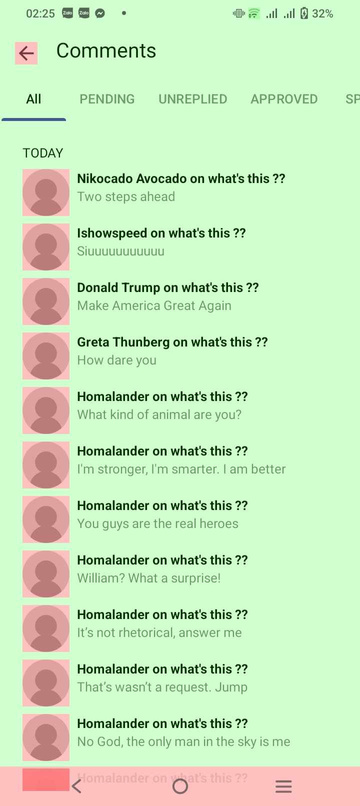 02:25
32%
Comments
All
PENDING
UNREPLIED
APPROVED
SP
TODAY
Nikocado Avocado on what's this ??
Two steps ahead
Ishowspeed on what's this ??
Siuuuuuuuuuuu
Donald Trump on what's this ??
Make America Great Again
Greta Thunberg on what's this ??
How dare you
Homalander on what's this ??
What kind of animal are you?
Homalander on what's this ??
I'm stronger, I'm smarter. I am better
Homalander on what's this ??
You guys are the real heroes
Homalander on what's this ??
William? What a surprise!
Homalander on what's this ??
It's not rhetorical, answer me
Homalander on what's this ??
That's wasn't a request. Jump
Homalander on what's this ??
No God, the only man in the sky is me
Homalander on what's this ??